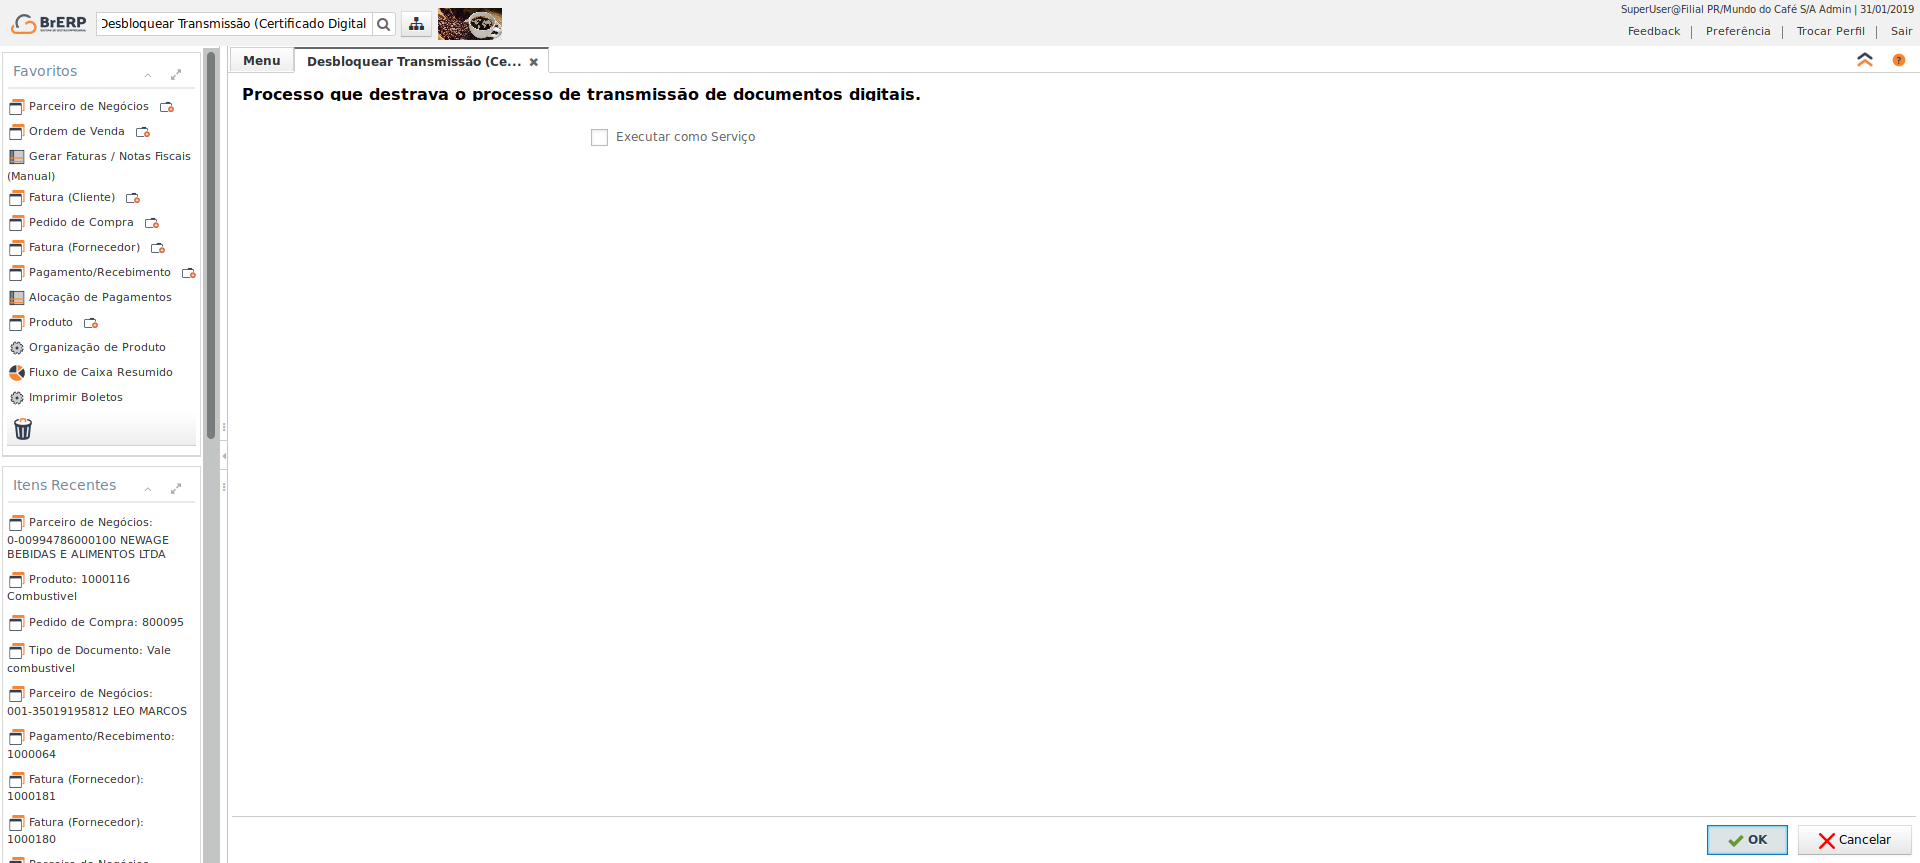 BrERP
Desbloquear Transmissão (Certificado Digital
SuperUser@Filial PR/Mundo do Café S/A Admin | 31/01/2019
Feedback | Preferência | Trocar Perfil | Sair
Favoritos
Parceiro de Negócios
Ordem de Venda
Gerar Faturas / Notas Fiscais
(Manual)
Fatura (Cliente)
Pedido de Compra
Fatura (Fornecedor)
Pagamento/Recebimento
Alocação de Pagamentos
Produto
Organização de Produto
Fluxo de Caixa Resumido
Imprimir Boletos
Itens Recentes
Parceiro de Negócios:
0-00994786000100 NEWAGE
BEBIDAS E ALIMENTOS LTDA
Produto: 1000116
Combustivel
Pedido de Compra: 800095
Tipo de Documento: Vale
combustivel
Parceiro de Negócios:
001-35019195812 LEO MARCOS
Pagamento/Recebimento:
1000064
Fatura (Fornecedor):
1000181
Fatura (Fornecedor):
1000180
Parceiro de Negócios
Menu
Desbloquear Transmissão (Ce...
Processo que destrava o processo de transmissão de documentos digitais.
Executar como Serviço
OK
Cancelar